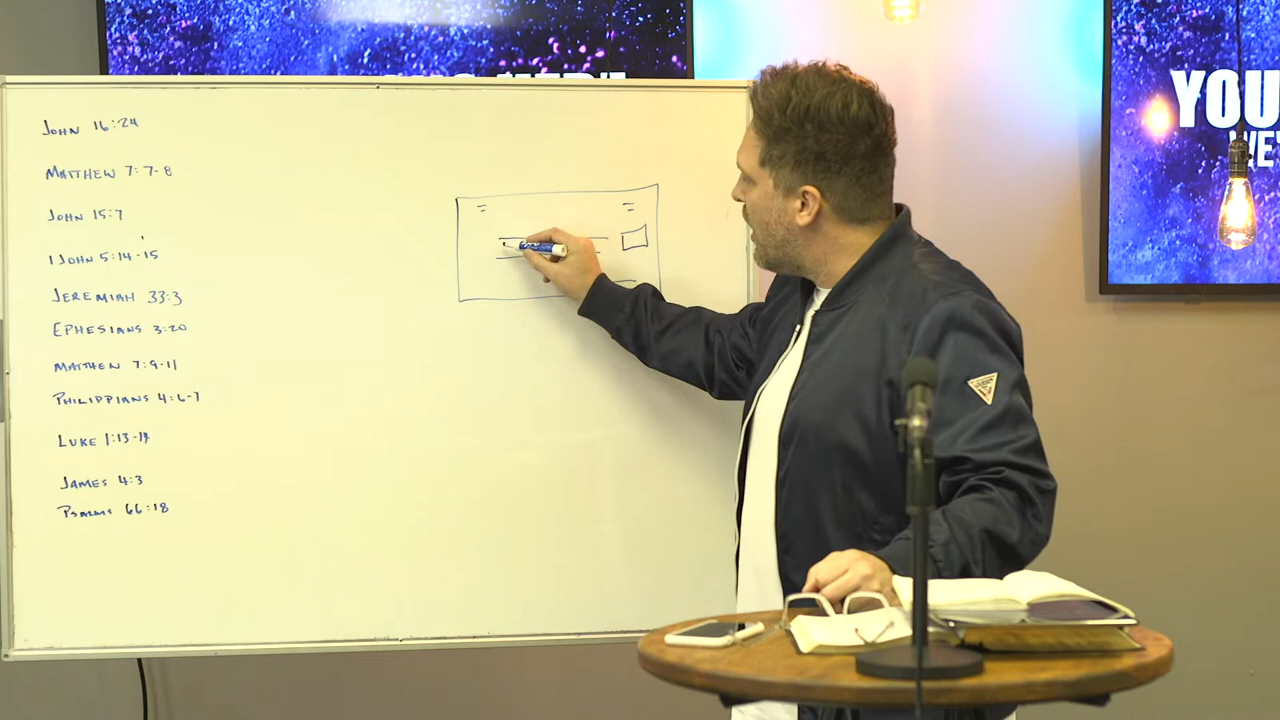 JOHN 16:24
MATTHEW 7:7-8
JOHN 15:7
1 JOHN 5:14-15
JEREMIAH 33:3
EPHESIANS 3:20
MATTHEW 7:9-11
PHILIPPIANS 4:6-7
LUKE 1:13-14
JAMES 4:3
PSALMS 66:18
YOU
WE'